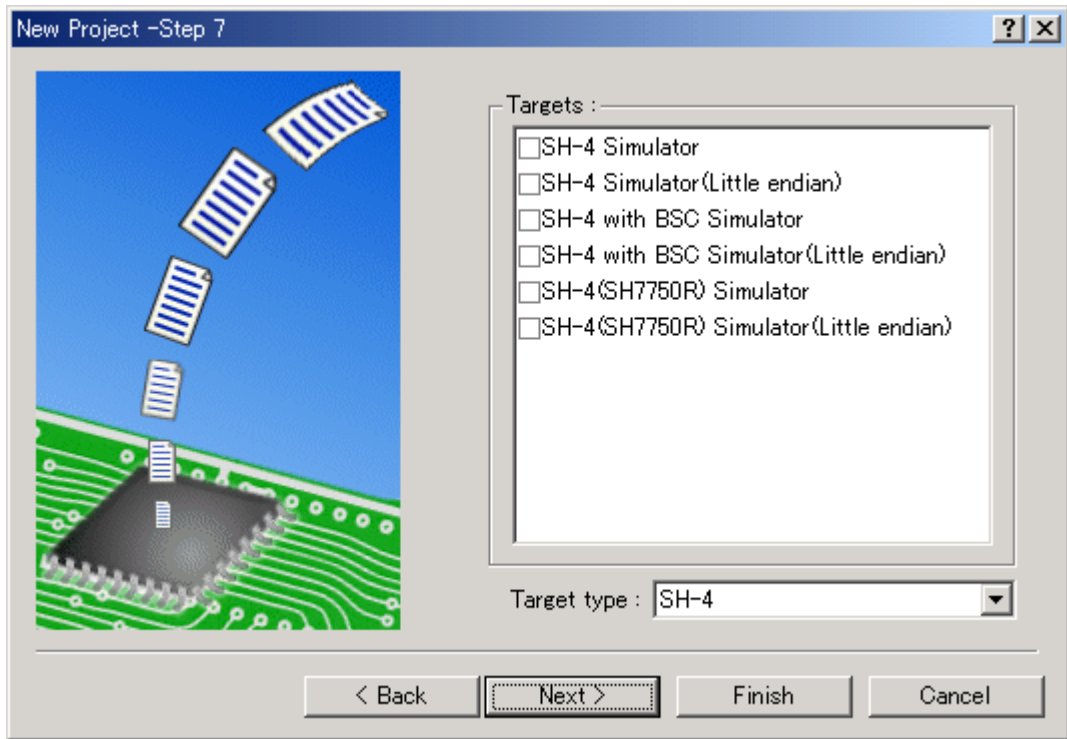 New Project -Step 7
Targets :
SH-4 Simulator
SH-4 Simulator(Little endian)
SH-4 with BSC Simulator
SH-4 with BSC Simulator(Little endian)
SH-4(SH7750R) Simulator
SH-4(SH7750R) Simulator(Little endian)
Target type : SH-4
< Back Next > Finish Cancel